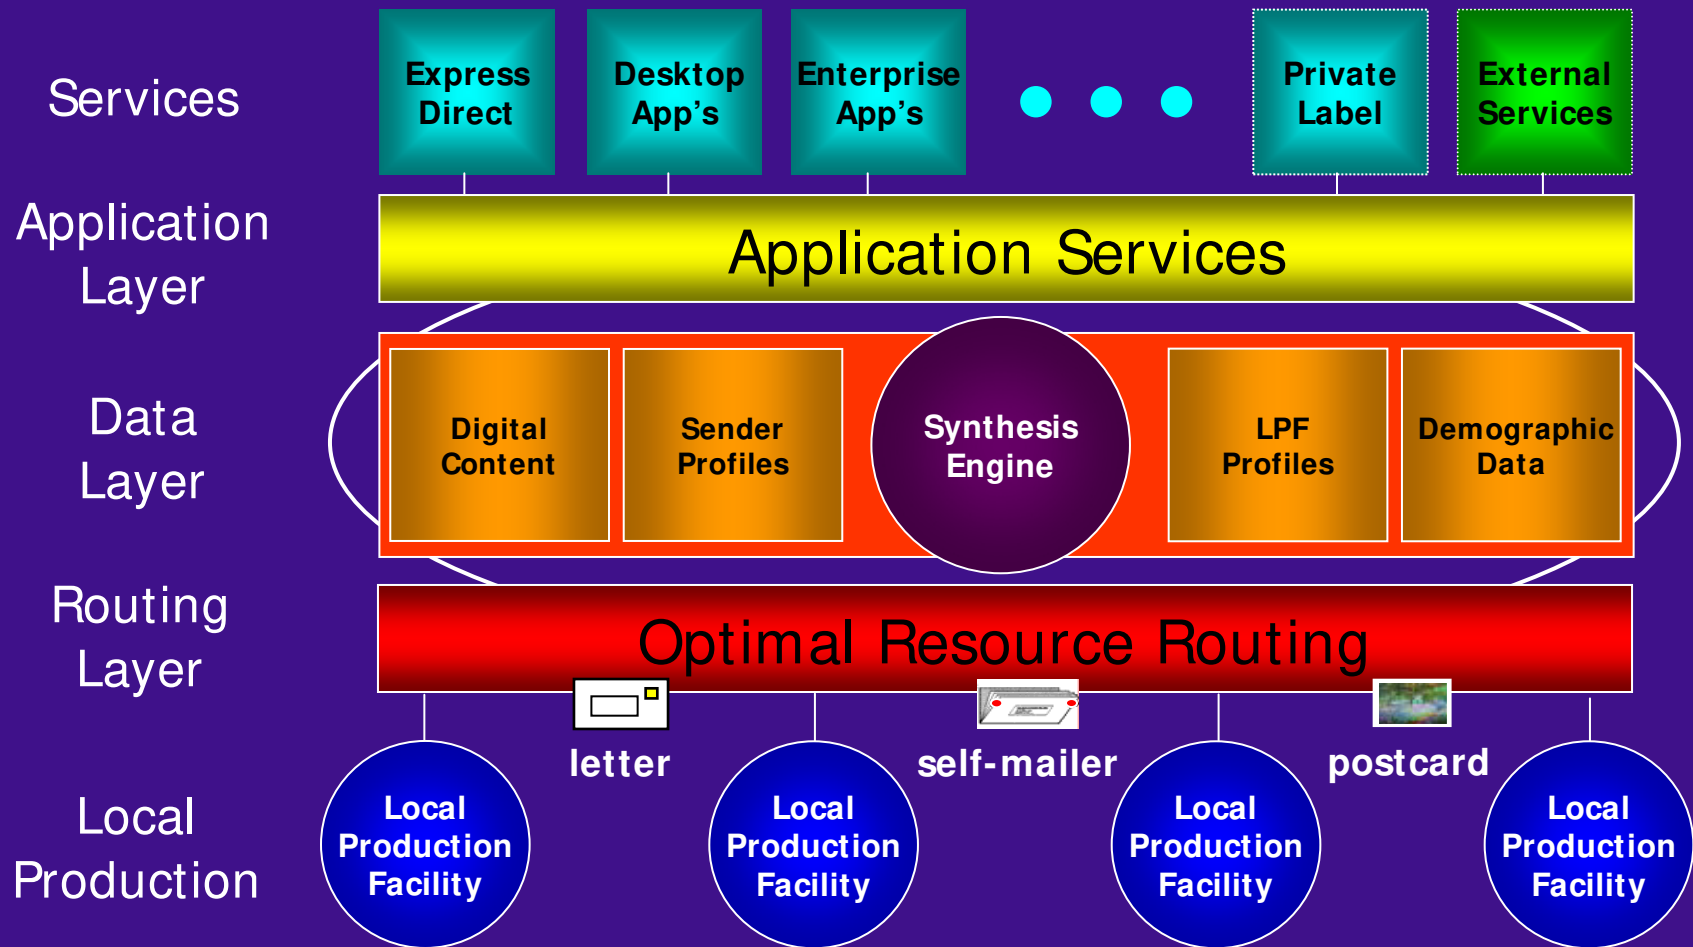 Services
Express
Direct
Desktop
App's
Enterprise
App's
Private
Label
External
Services
Application
Layer
Application Services
Data
Layer
Digital
Content
Sender
Profiles
Synthesis
Engine
LPF
Profiles
Demographic
Data
Routing
Layer
Optimal Resource Routing
letter
self-mailer
postcard
Local
Production
Local
Production
Facility
Local
Production
Facility
Local
Production
Facility
Local
Production
Facility